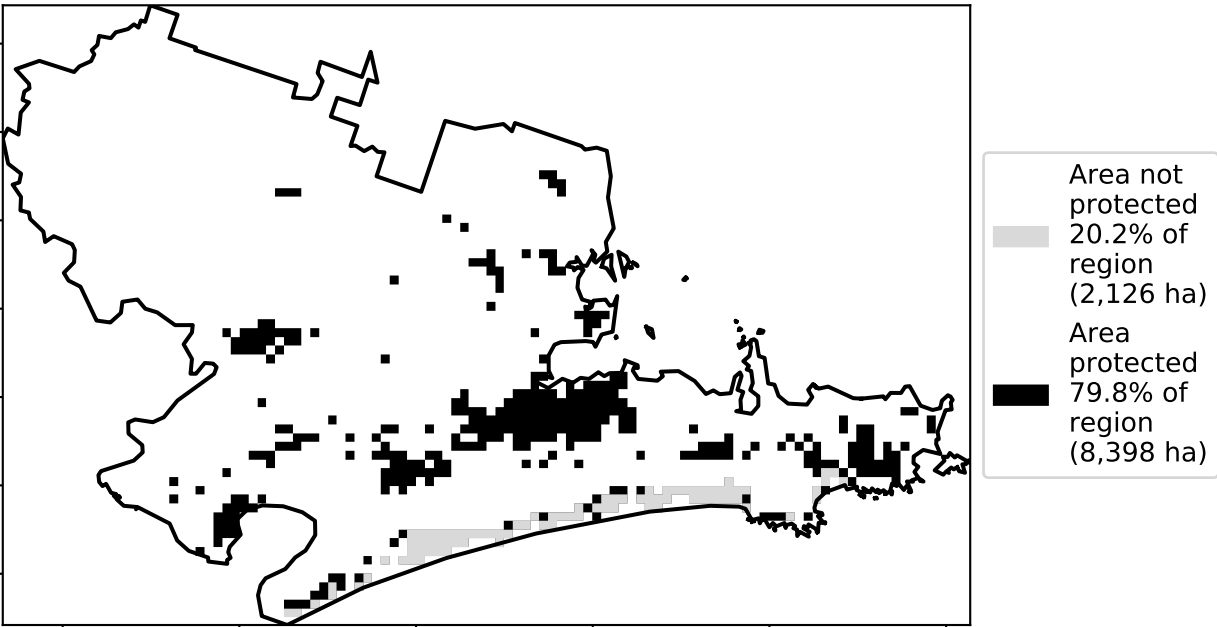 Area not
protected
20.2% of
region
(2,126 ha)
Area
protected
79.8% of
region
(8,398 ha)